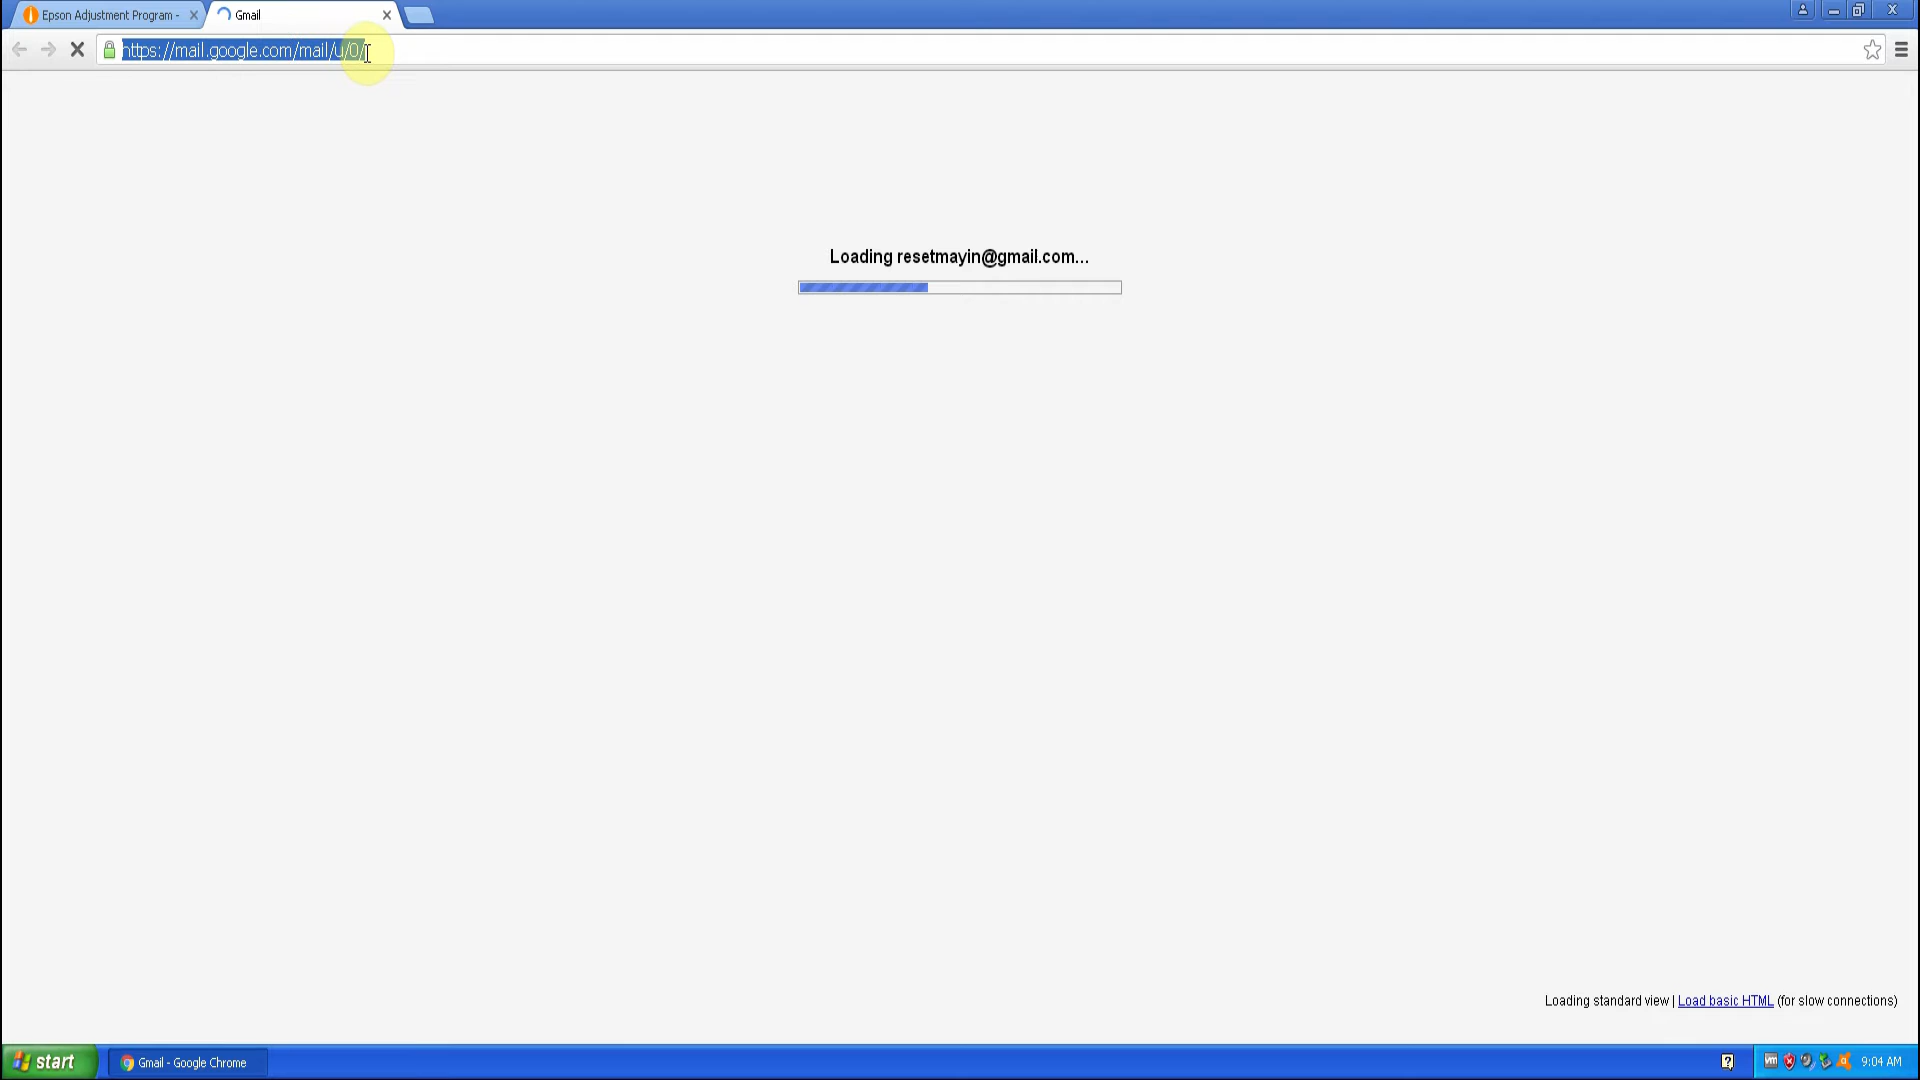 Epson Adjustment Program -
Gmail
https://mail.google.com/mail/u/0/
Loading resetmayin@gmail.com...
Loading standard view | Load basic HTML (for slow connections)
start
Gmail - Google Chrome
?
vm
9:04 AM